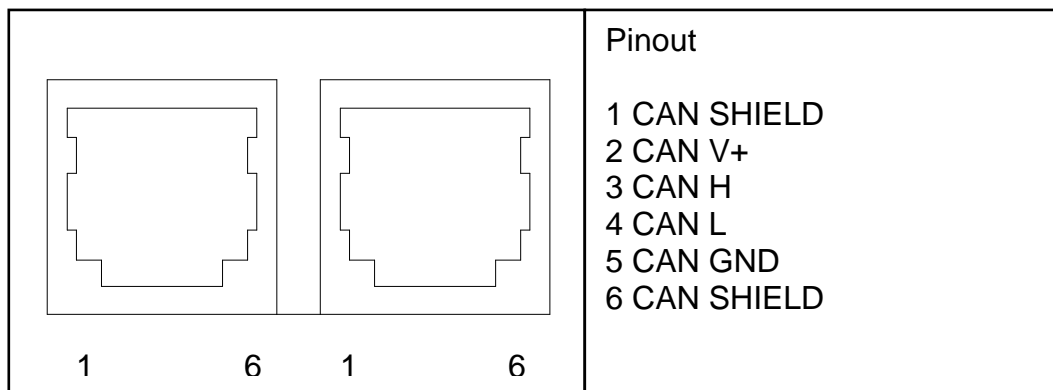 Pinout
1 CAN SHIELD
2 CAN V+
3 CAN H
4 CAN L
5 CAN GND
6 CAN SHIELD
1 6 1 6